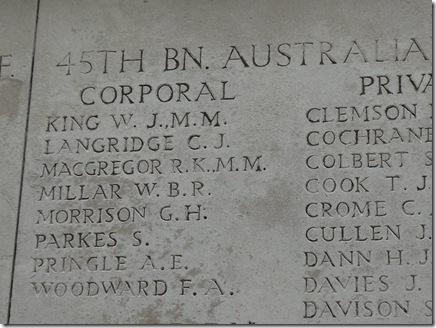 F.
45TH BN. AUSTRALIA
CORPORAL
KING W. J., M.M.
LANGRIDGE C. J.
MACGREGOR R.K., M.M.
MILLAR W. B. R.
MORRISON G. H.
PARKES S.
PRINGLE A. E.
WOODWARD F. A.
PRIVA
CLEMSON
COCHRANE
COLBERT S
COOK T. J
CROME C.
CULLEN J.
DANN H. J
DAVIES J.
DAVISON S